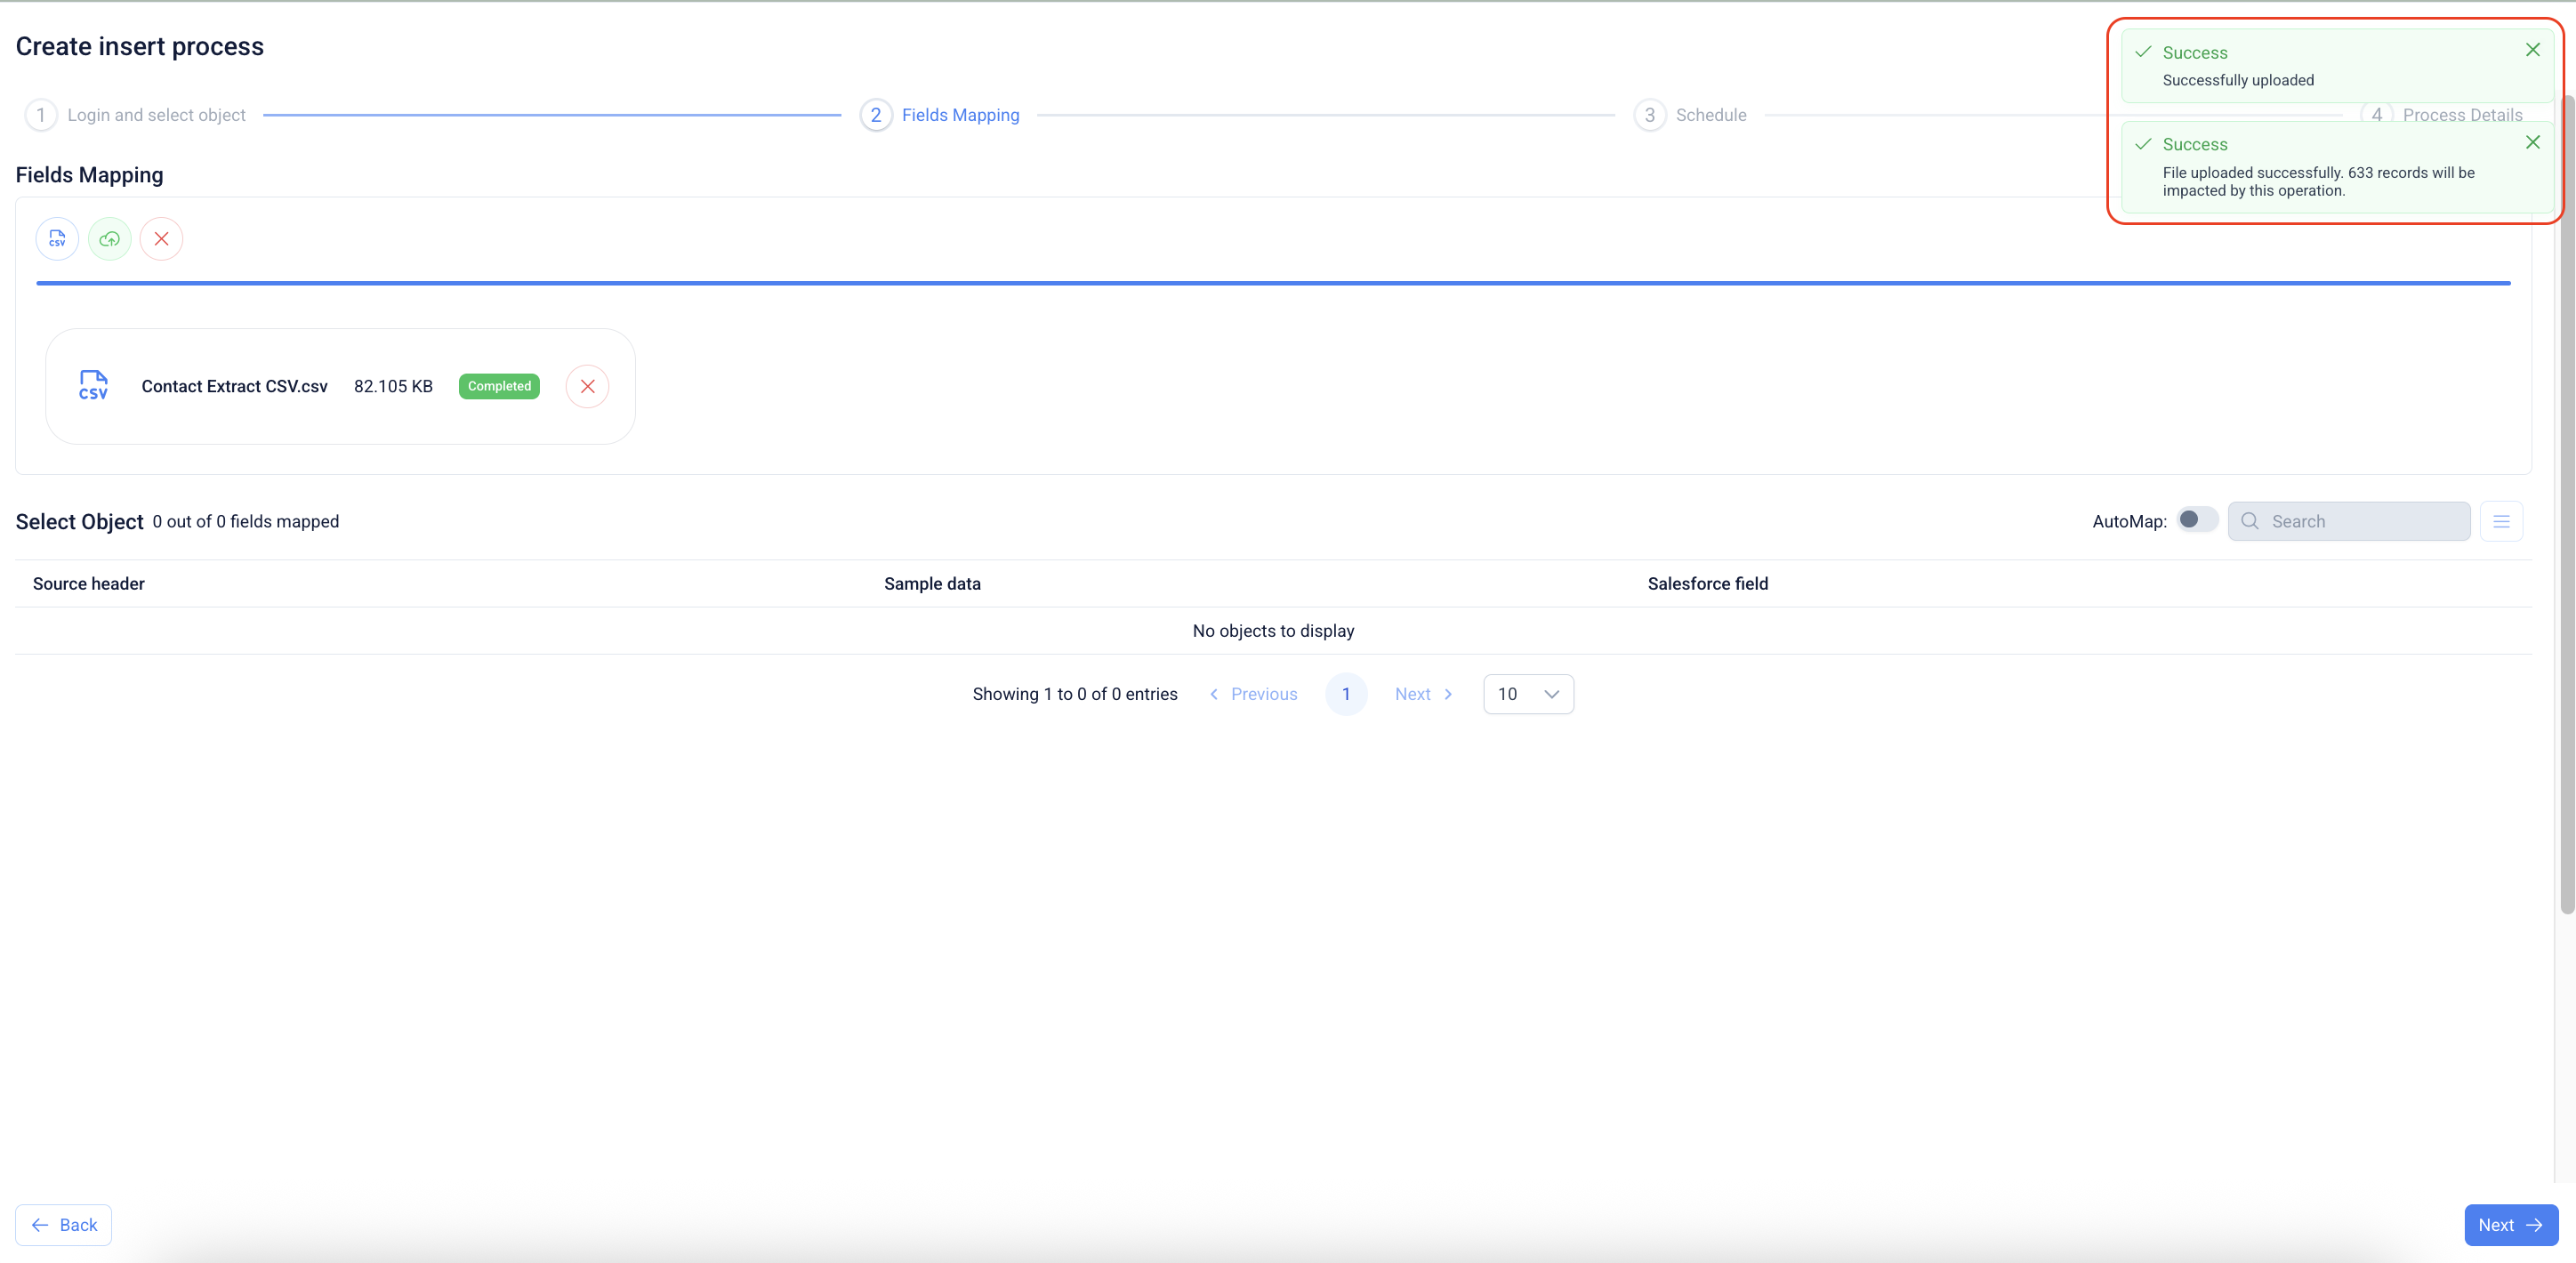 Create insert process
Success
Successfully uploaded
1 Login and select object
2 Fields Mapping
3 Schedule
4 Process Details
Success
File uploaded successfully. 633 records will be
impacted by this operation.
Fields Mapping
CSV
CSV Contact Extract CSV.csv 82.105 KB Completed
Select Object 0 out of 0 fields mapped AutoMap: Search
Source header Sample data Salesforce field
No objects to display
Showing 1 to 0 of 0 entries Previous 1 Next 10
Back Next